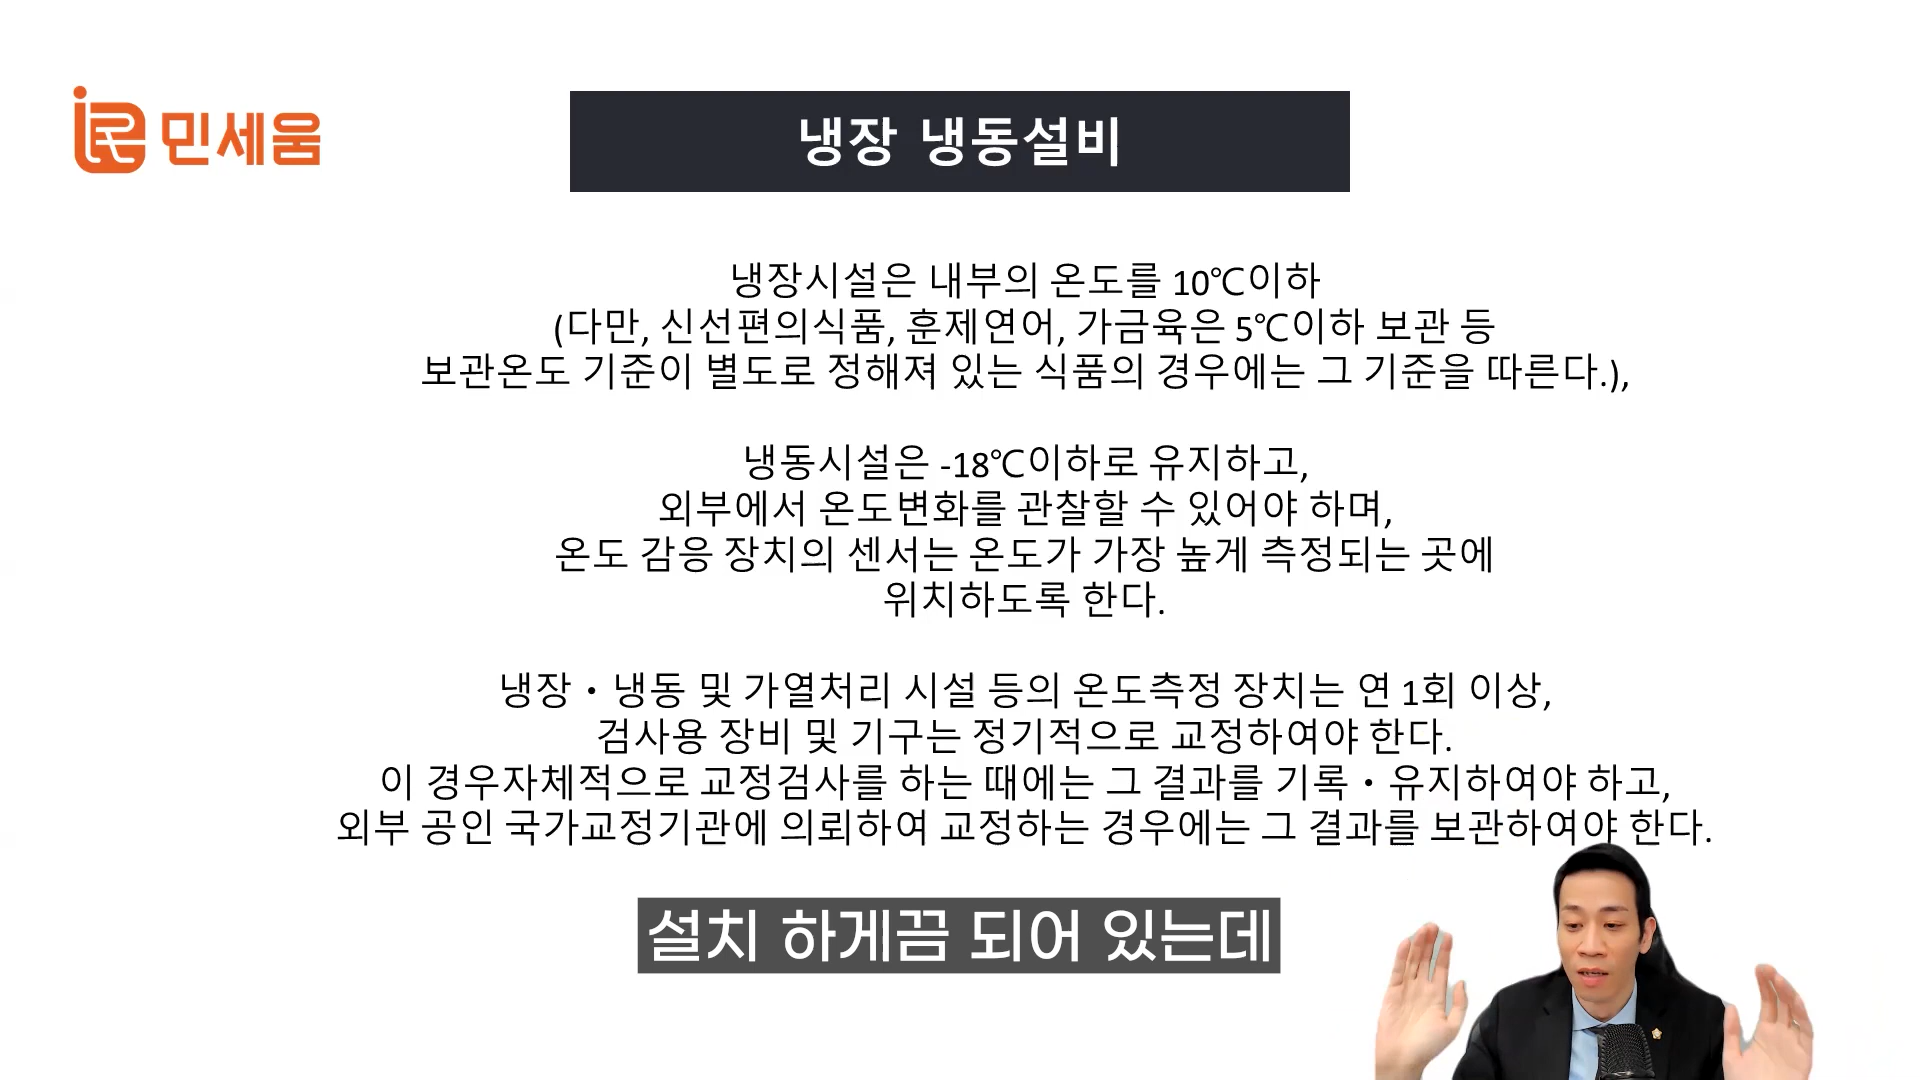 민세움
냉장 냉동설비
냉장시설은 내부의 온도를 10℃이하
(다만, 신선편의식품, 훈제연어, 가금육은 5℃이하 보관 등
보관온도 기준이 별도로 정해져 있는 식품의 경우에는 그 기준을 따른다.),
냉동시설은 -18℃이하로 유지하고,
외부에서 온도변화를 관찰할 수 있어야 하며,
온도 감응 장치의 센서는 온도가 가장 높게 측정되는 곳에
위치하도록 한다.
냉장·냉동 및 가열처리 시설 등의 온도측정 장치는 연 1회 이상,
검사용 장비 및 기구는 정기적으로 교정하여야 한다.
이 경우자체적으로 교정검사를 하는 때에는 그 결과를 기록·유지하여야 하고,
외부 공인 국가교정기관에 의뢰하여 교정하는 경우에는 그 결과를 보관하여야 한다.
설치 하게끔 되어 있는데